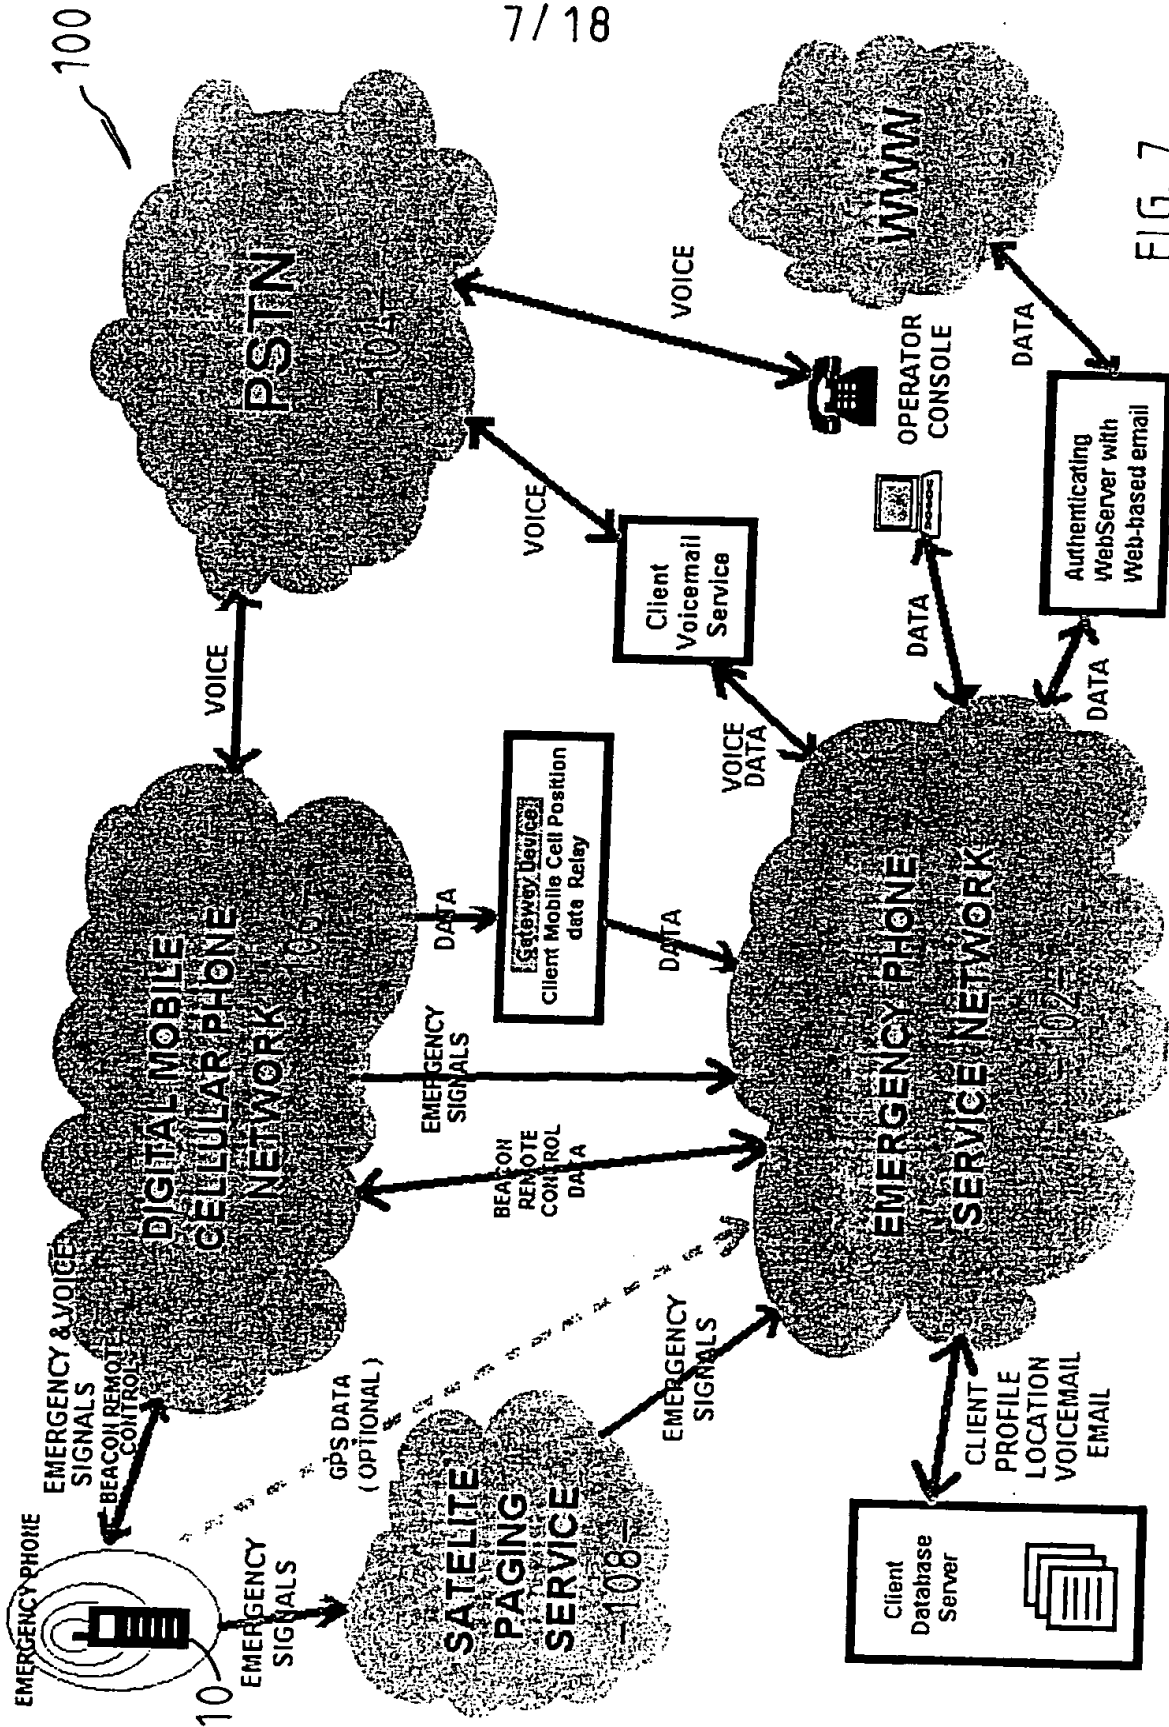 7/18
100
EMERGENCY PHONE
10
EMERGENCY & VOICE
SIGNALS
BEACON REMOTE
CONTROL
DIGITAL MOBILE
CELLULAR PHONE
NETWORK
VOICE
PSTN
-104-
EMERGENCY
SIGNALS
GPS DATA
(OPTIONAL)
SATELITE
PAGING
SERVICE
-108-
EMERGENCY
SIGNALS
BEACON
REMOTE
CONTROL
DATA
EMERGENCY
SIGNALS
DATA
Gateway Device
Client Mobile Cell Position
data Relay
DATA
VOICE
Client
Voicemail
Service
VOICE
DATA
VOICE
OPERATOR
CONSOLE
DATA
WWW
DATA
Authenticating
WebServer with
Web-based email
DATA
EMERGENCY PHONE
SERVICE NETWORK
-102-
CLIENT
PROFILE
LOCATION
VOICEMAIL
EMAIL
Client
Database
Server
FIG. 7